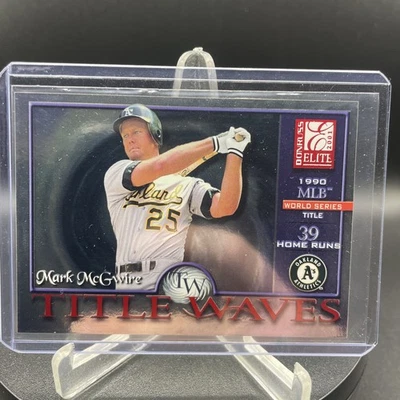 DONRUSS
2001
ELITE
1990
MLB™
WORLD SERIES
TITLE
39
HOME RUNS
Oakland
25
OAKLAND
A's
ATHLETICS
Mark McGwire
TW
TITLE WAVES